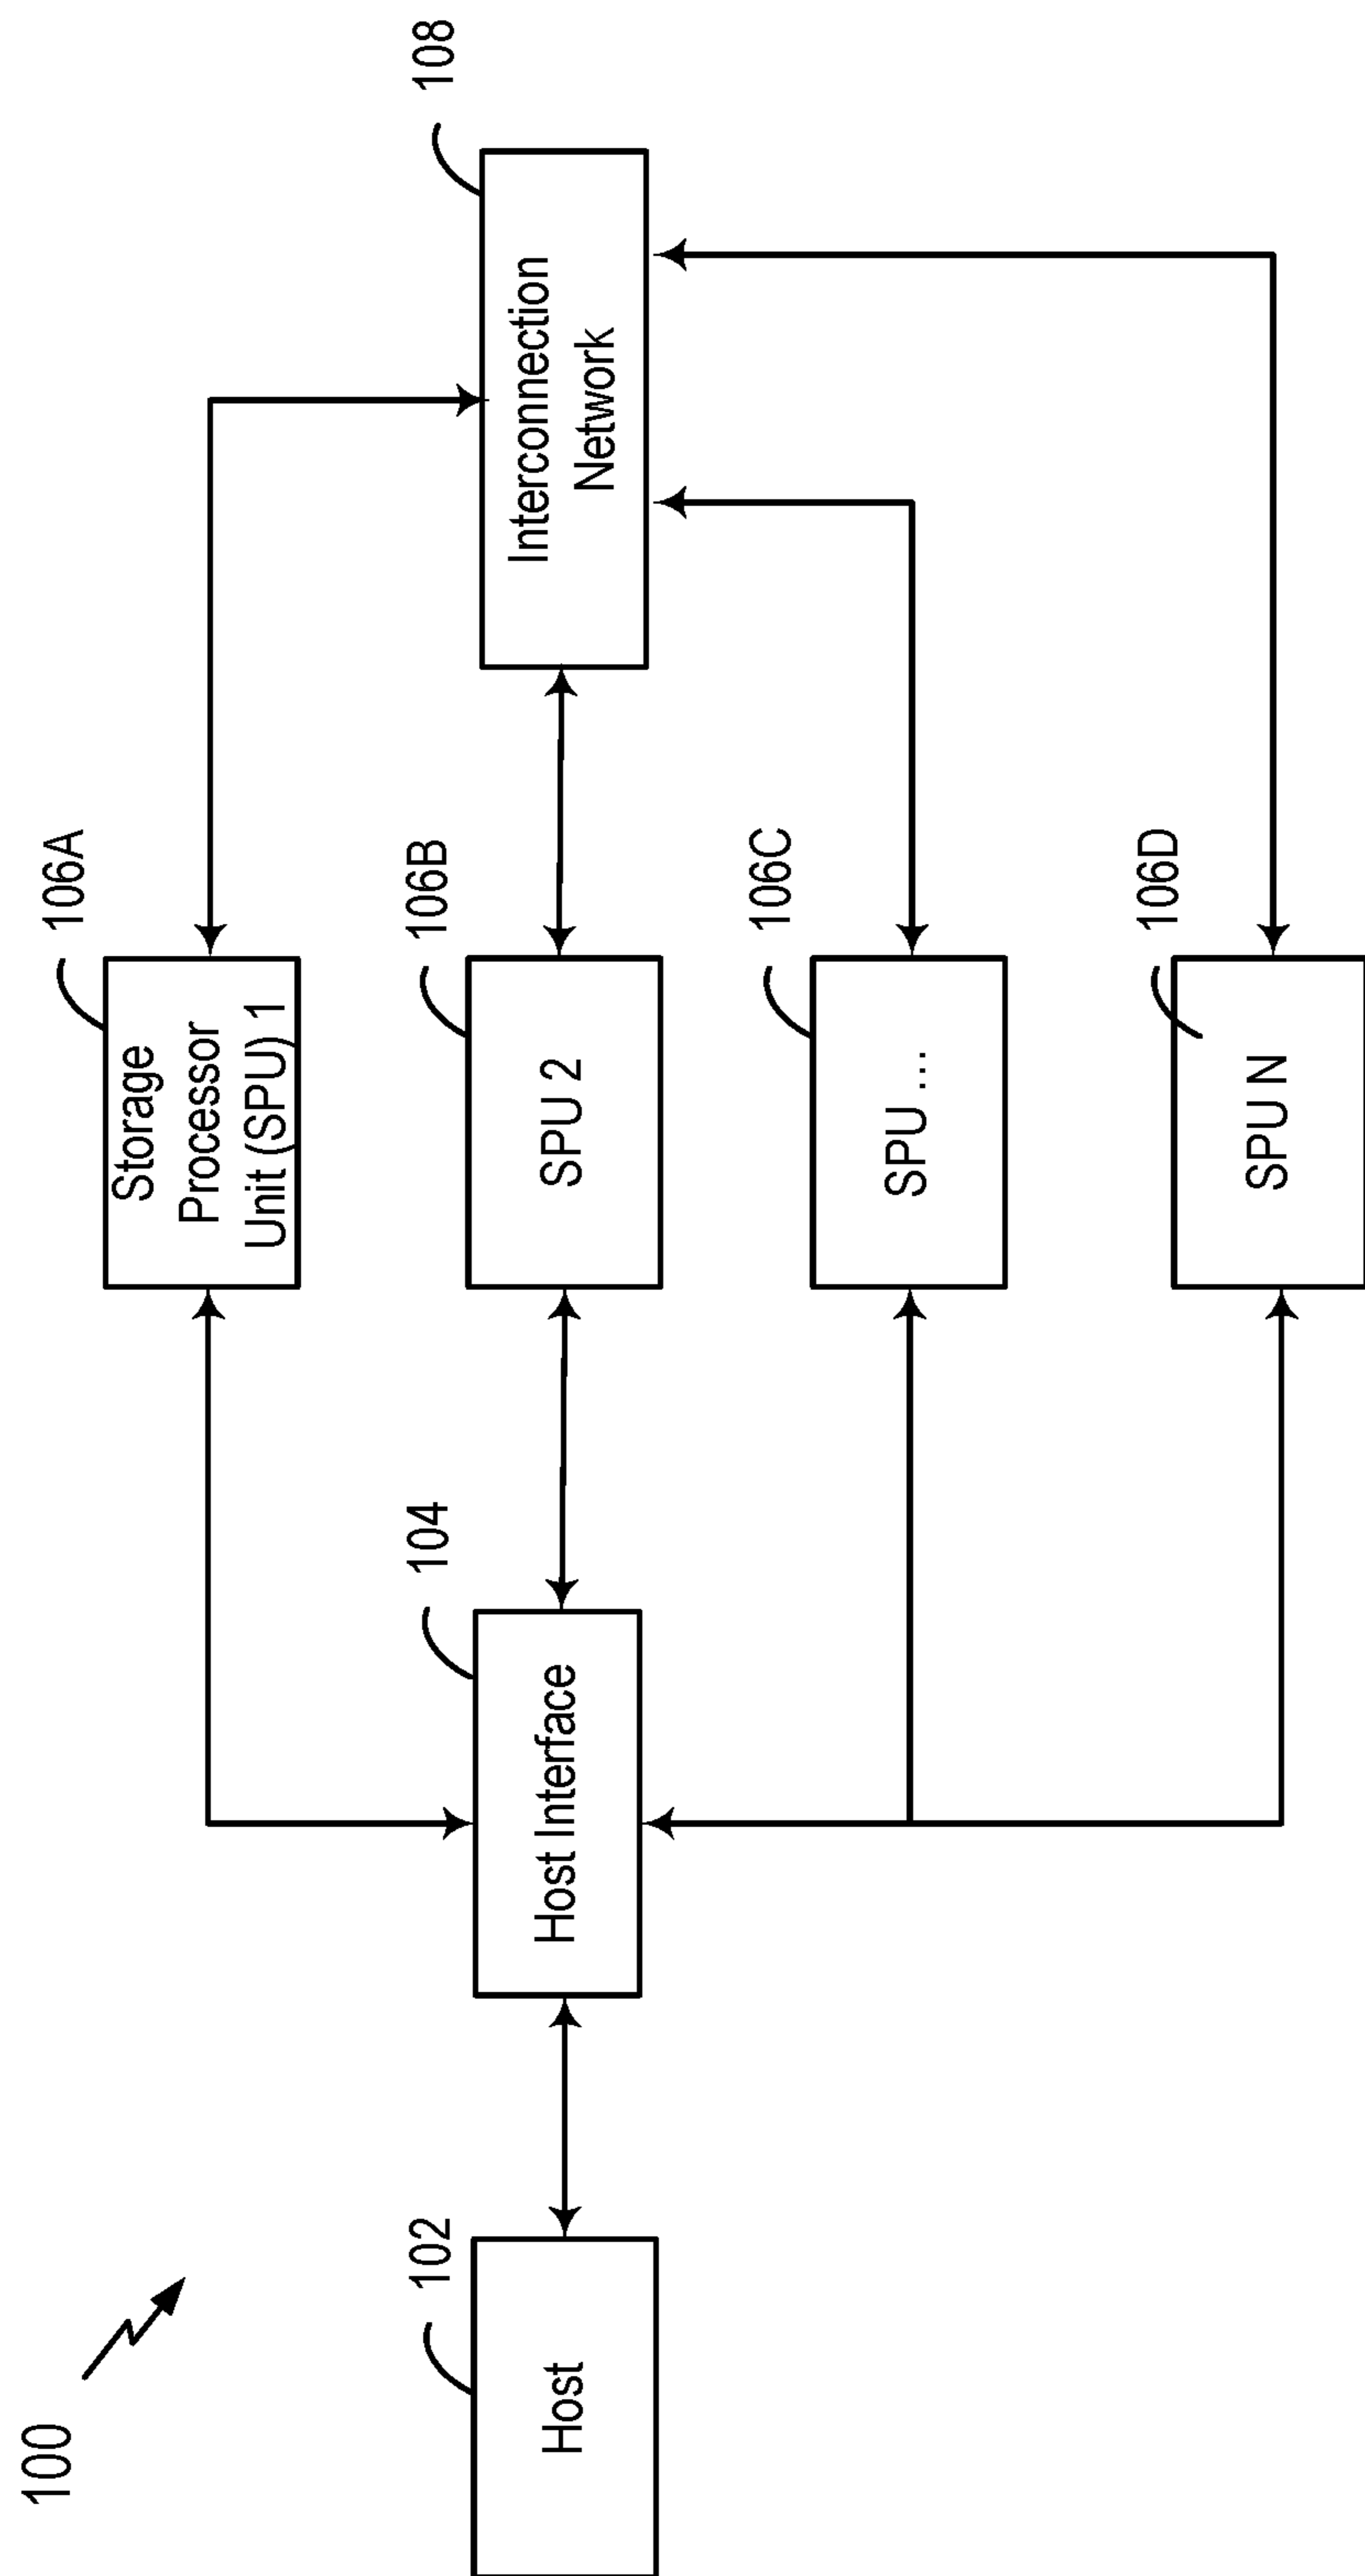 100
102
Host
104
Host Interface
106A
Storage
Processor
Unit (SPU) 1
106B
SPU 2
106C
SPU ...
106D
SPU N
108
Interconnection
Network